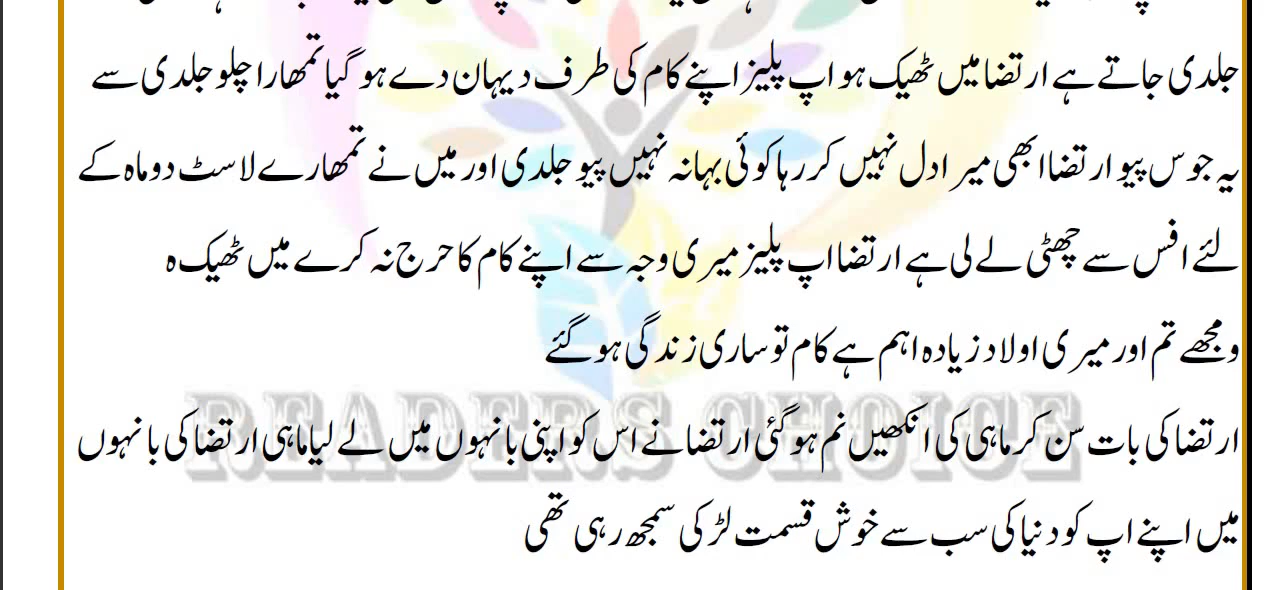 جلدی جاتے ہے ارتضا میں ٹھیک ہو اپ پلیز اپنے کام کی طرف دیہان دے ہو گیا تمھارا چلو جلدی سے
یہ جوس پیو ارتضا ابھی میرا دل نہیں کر رہا کوئی بہانہ نہیں پیو جلدی اور میں نے تمھارے لاسٹ دو ماہ کے
لئے افس سے چھٹی لے لی ہے ارتضا اپ پلیز میری وجہ سے اپنے کام کا حرج نہ کرے میں ٹھیک ہ
و مجھے تم اور میری اولاد زیادہ اہم ہے کام تو ساری زندگی ہو گئے
ارتضا کی بات سن کر ماہی کی انکھیں نم ہو گئی ارتضا نے اس کو اپنی بانہوں میں لے لیا ماہی ارتضا کی بانہوں
میں اپنے اپ کو دنیا کی سب سے خوش قسمت لڑکی سمجھ رہی تھی
READERS CHOICE